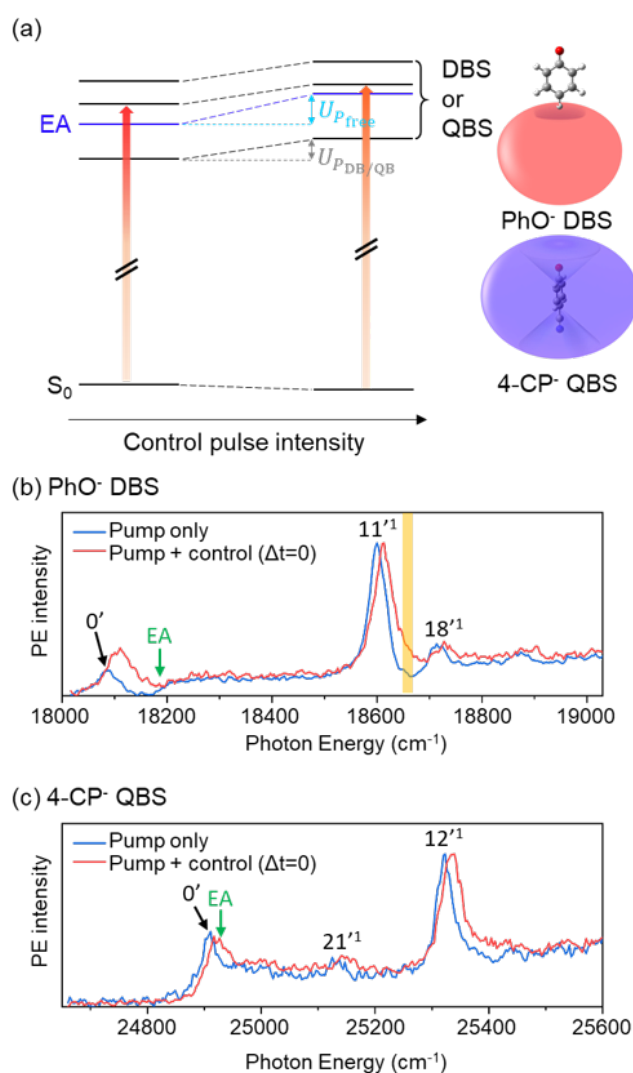 (a)
DBS
or
QBS
EA
U_Pfree
U_PDB/QB
PhO⁻ DBS
S₀
4-CP⁻ QBS
Control pulse intensity
(b) PhO⁻ DBS
Pump only
Pump + control (Δt=0)
11'¹
0'
EA
18'¹
PE intensity
18000 18200 18400 18600 18800 19000
Photon Energy (cm⁻¹)
(c) 4-CP⁻ QBS
Pump only
Pump + control (Δt=0)
12'¹
0'
EA
21'¹
PE intensity
24800 25000 25200 25400 25600
Photon Energy (cm⁻¹)